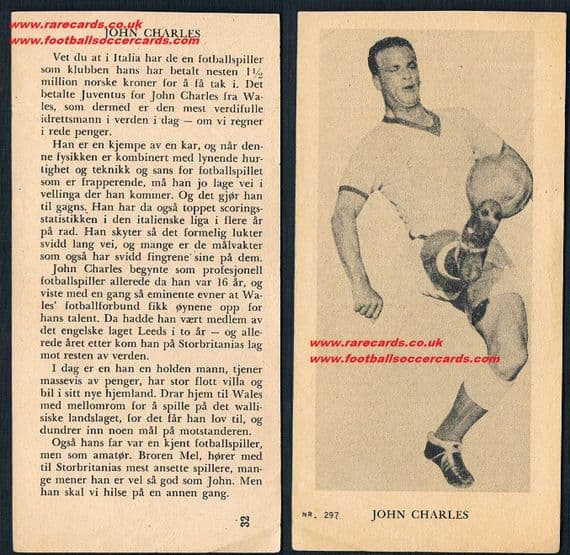 www.rarecards.co.uk
JOHN CHARLES
www.footballsoccercards.com
Vet du at i Italia har de en fotballspiller
som klubben hans har betalt nesten 1½
million norske kroner for å få tak i. Det
betalte Juventus for John Charles fra Wa-
les, som dermed er den mest verdifulle
idrettsmann i verden i dag — om vi regner
i rede penger.
Han er en kjempe av en kar, og når den-
ne fysikken er kombinert med lynende hur-
tighet og teknikk og sans for fotballspillet
som er frapperende, må han jo lage vei i
vellinga der han kommer. Og det gjør han
til gagns. Han har da også toppet scorings-
statistikken i den italienske liga i flere år
på rad. Han skyter så det formelig lukter
svidd lang vei, og mange er de målvakter
som også har svidd fingrene sine på dem.
John Charles begynte som profesjonell
fotballspiller allerede da han var 16 år, og
viste med en gang så eminente evner at Wa-
les' fotballforbund fikk øynene opp for
hans talent. Da hadde han vært medlem av
det engelske laget Leeds i to år — og alle-
rede året etter kom han på Storbritanias lag
mot resten av verden.
I dag er en han en holden mann, tjener
massevis av penger, har stor flott villa og
bil i sitt nye hjemland. Drar hjem til Wales
med mellomrom for å spille på det walli-
siske landslaget, for det får han lov til, og
dundrer inn noen mål på motstanderen.
Også hans far var en kjent fotballspiller,
men som amatør. Broren Mel, hører med
til Storbritanias mest ansette spillere, man-
ge mener han er vel så god som John. Men
han skal vi hilse på en annen gang.
32
www.rarecards.co.uk
www.footballsoccercards.com
NR. 297 JOHN CHARLES